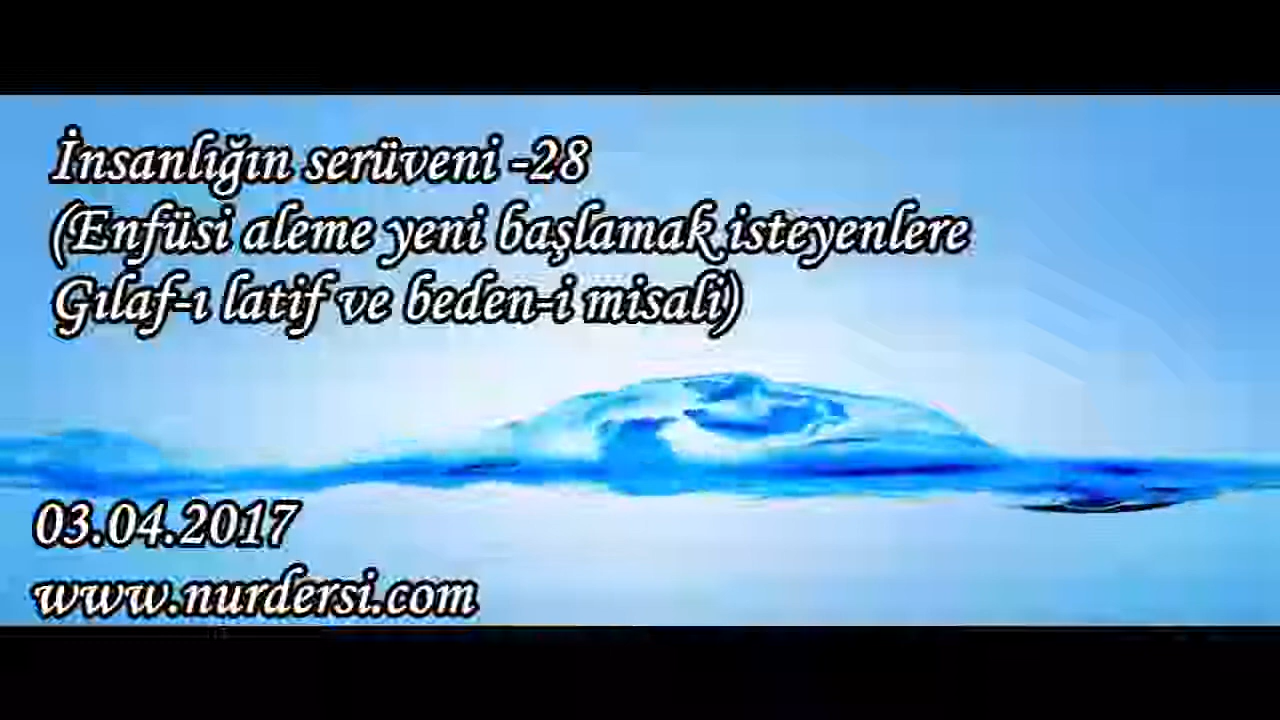 İnsanlığın serüveni -28
(Enfüsi aleme yeni başlamak isteyenlere
Gılaf-ı latif ve beden-i misali)
03.04.2017
www.nurdersi.com